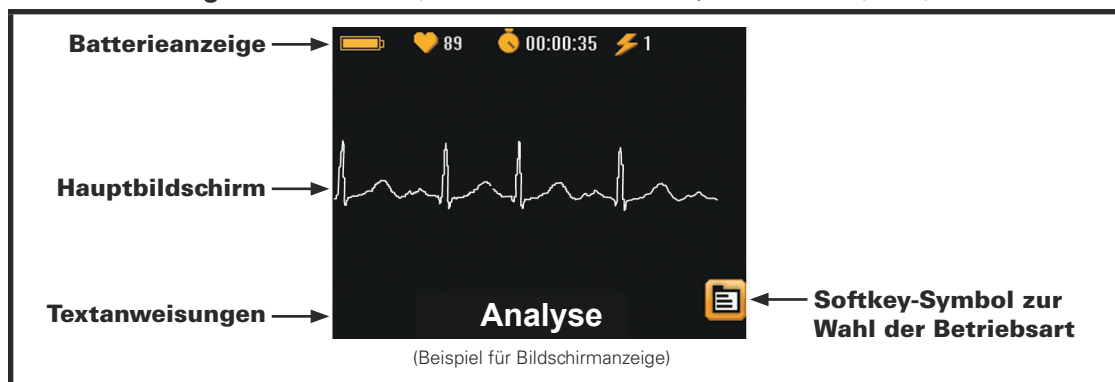 Batterieanzeige
89 00:00:35 1
Hauptbildschirm
Textanweisungen
Analyse
Softkey-Symbol zur
Wahl der Betriebsart
(Beispiel für Bildschirmanzeige)